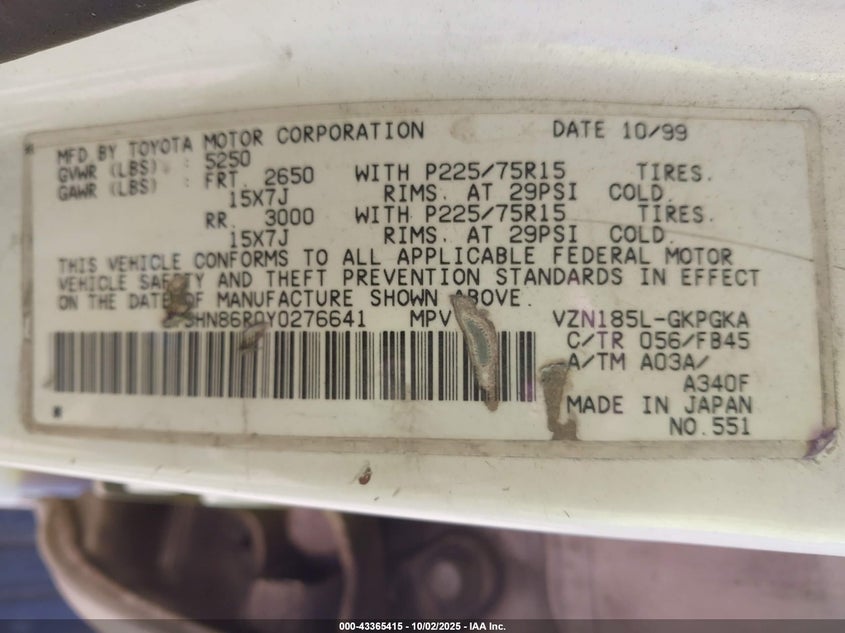 MFD BY TOYOTA MOTOR CORPORATION DATE 10/99
GVWR (LBS) : 5250
GAWR (LBS) : FRT. 2650 WITH P225/75R15 TIRES.
15X7J RIMS. AT 29PSI COLD.
RR. 3000 WITH P225/75R15 TIRES.
15X7J RIMS. AT 29PSI COLD.
THIS VEHICLE CONFORMS TO ALL APPLICABLE FEDERAL MOTOR
VEHICLE SAFETY AND THEFT PREVENTION STANDARDS IN EFFECT
ON THE DATE OF MANUFACTURE SHOWN ABOVE.
HN86R0Y0276641 MPV VZN185L-GKPGKA
C/TR 056/FB45
A/TM A03A/
A340F
MADE IN JAPAN
NO.551
000-43365415 - 10/02/2025 - IAA Inc.